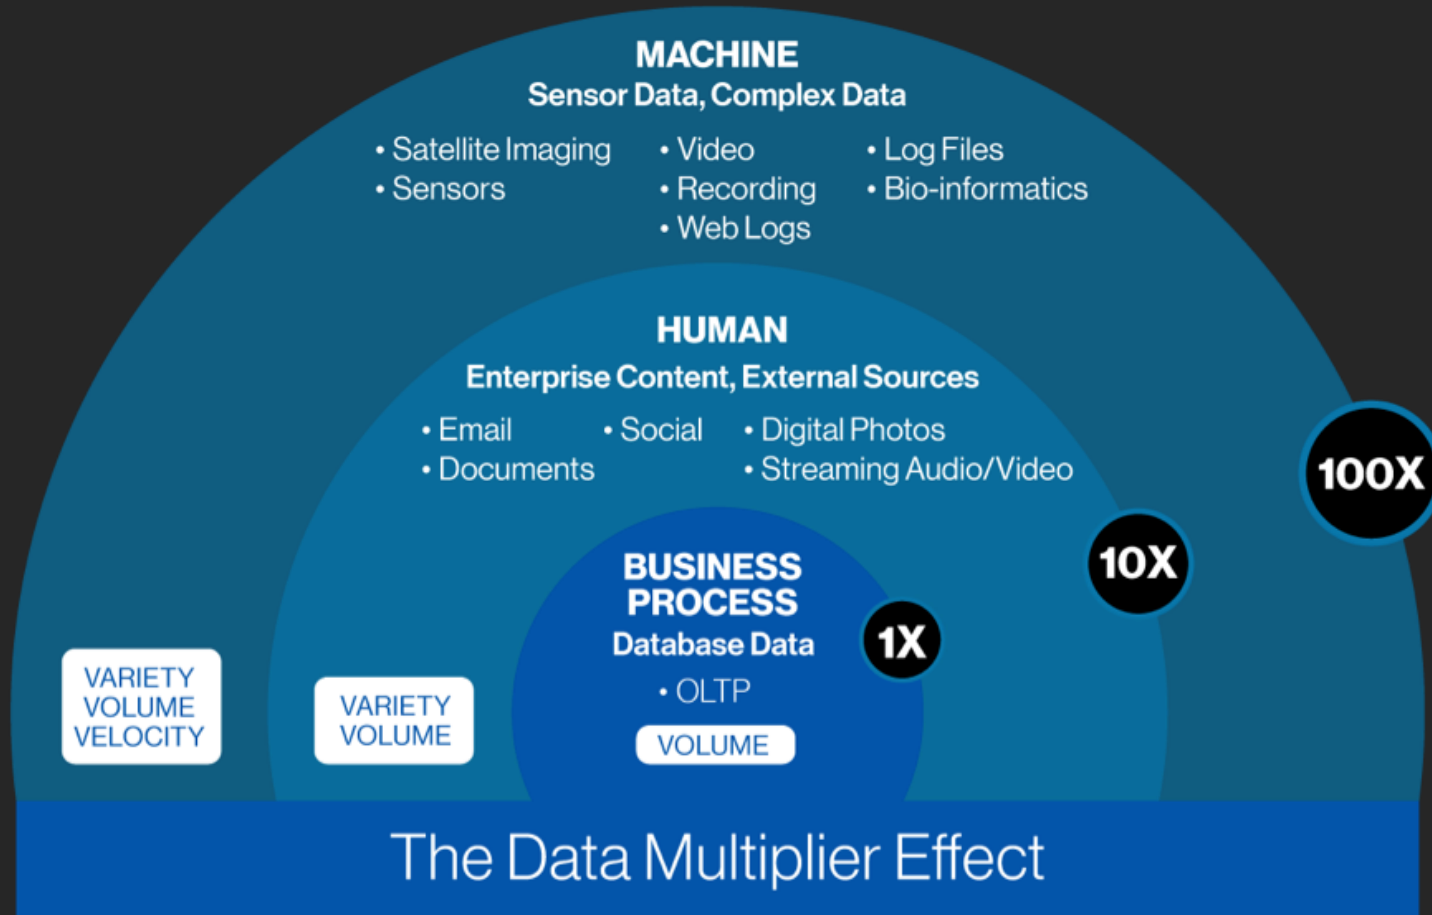 MACHINE
Sensor Data, Complex Data
• Satellite Imaging
• Sensors
• Video
• Recording
• Web Logs
• Log Files
• Bio-informatics
HUMAN
Enterprise Content, External Sources
• Email
• Documents
• Social
• Digital Photos
• Streaming Audio/Video
100X
10X
BUSINESS
PROCESS
Database Data
• OLTP
VOLUME
1X
VARIETY
VOLUME
VELOCITY
VARIETY
VOLUME
The Data Multiplier Effect